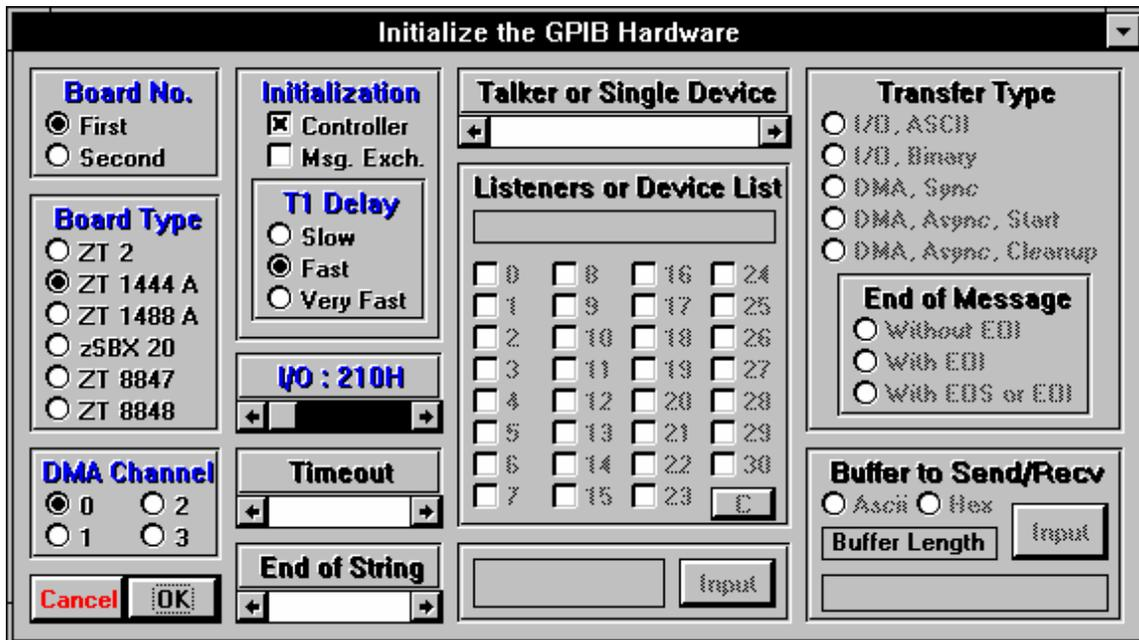 Initialize the GPIB Hardware
Board No.
First
Second
Board Type
ZT 2
ZT 1444 A
ZT 1488 A
zSBX 20
ZT 8847
ZT 8848
DMA Channel
0 2
1 3
Cancel OK
Initialization
Controller
Msg. Exch.
T1 Delay
Slow
Fast
Very Fast
I/O : 210H
Timeout
End of String
Talker or Single Device
Listeners or Device List
0 8 16 24
1 9 17 25
2 10 18 26
3 11 19 27
4 12 20 28
5 13 21 29
6 14 22 30
7 15 23 C
Input
Transfer Type
I/O, ASCII
I/O, Binary
DMA, Sync
DMA, Async, Start
DMA, Async, Cleanup
End of Message
Without EOI
With EOI
With EOS or EOI
Buffer to Send/Recv
Ascii Hex
Buffer Length Input